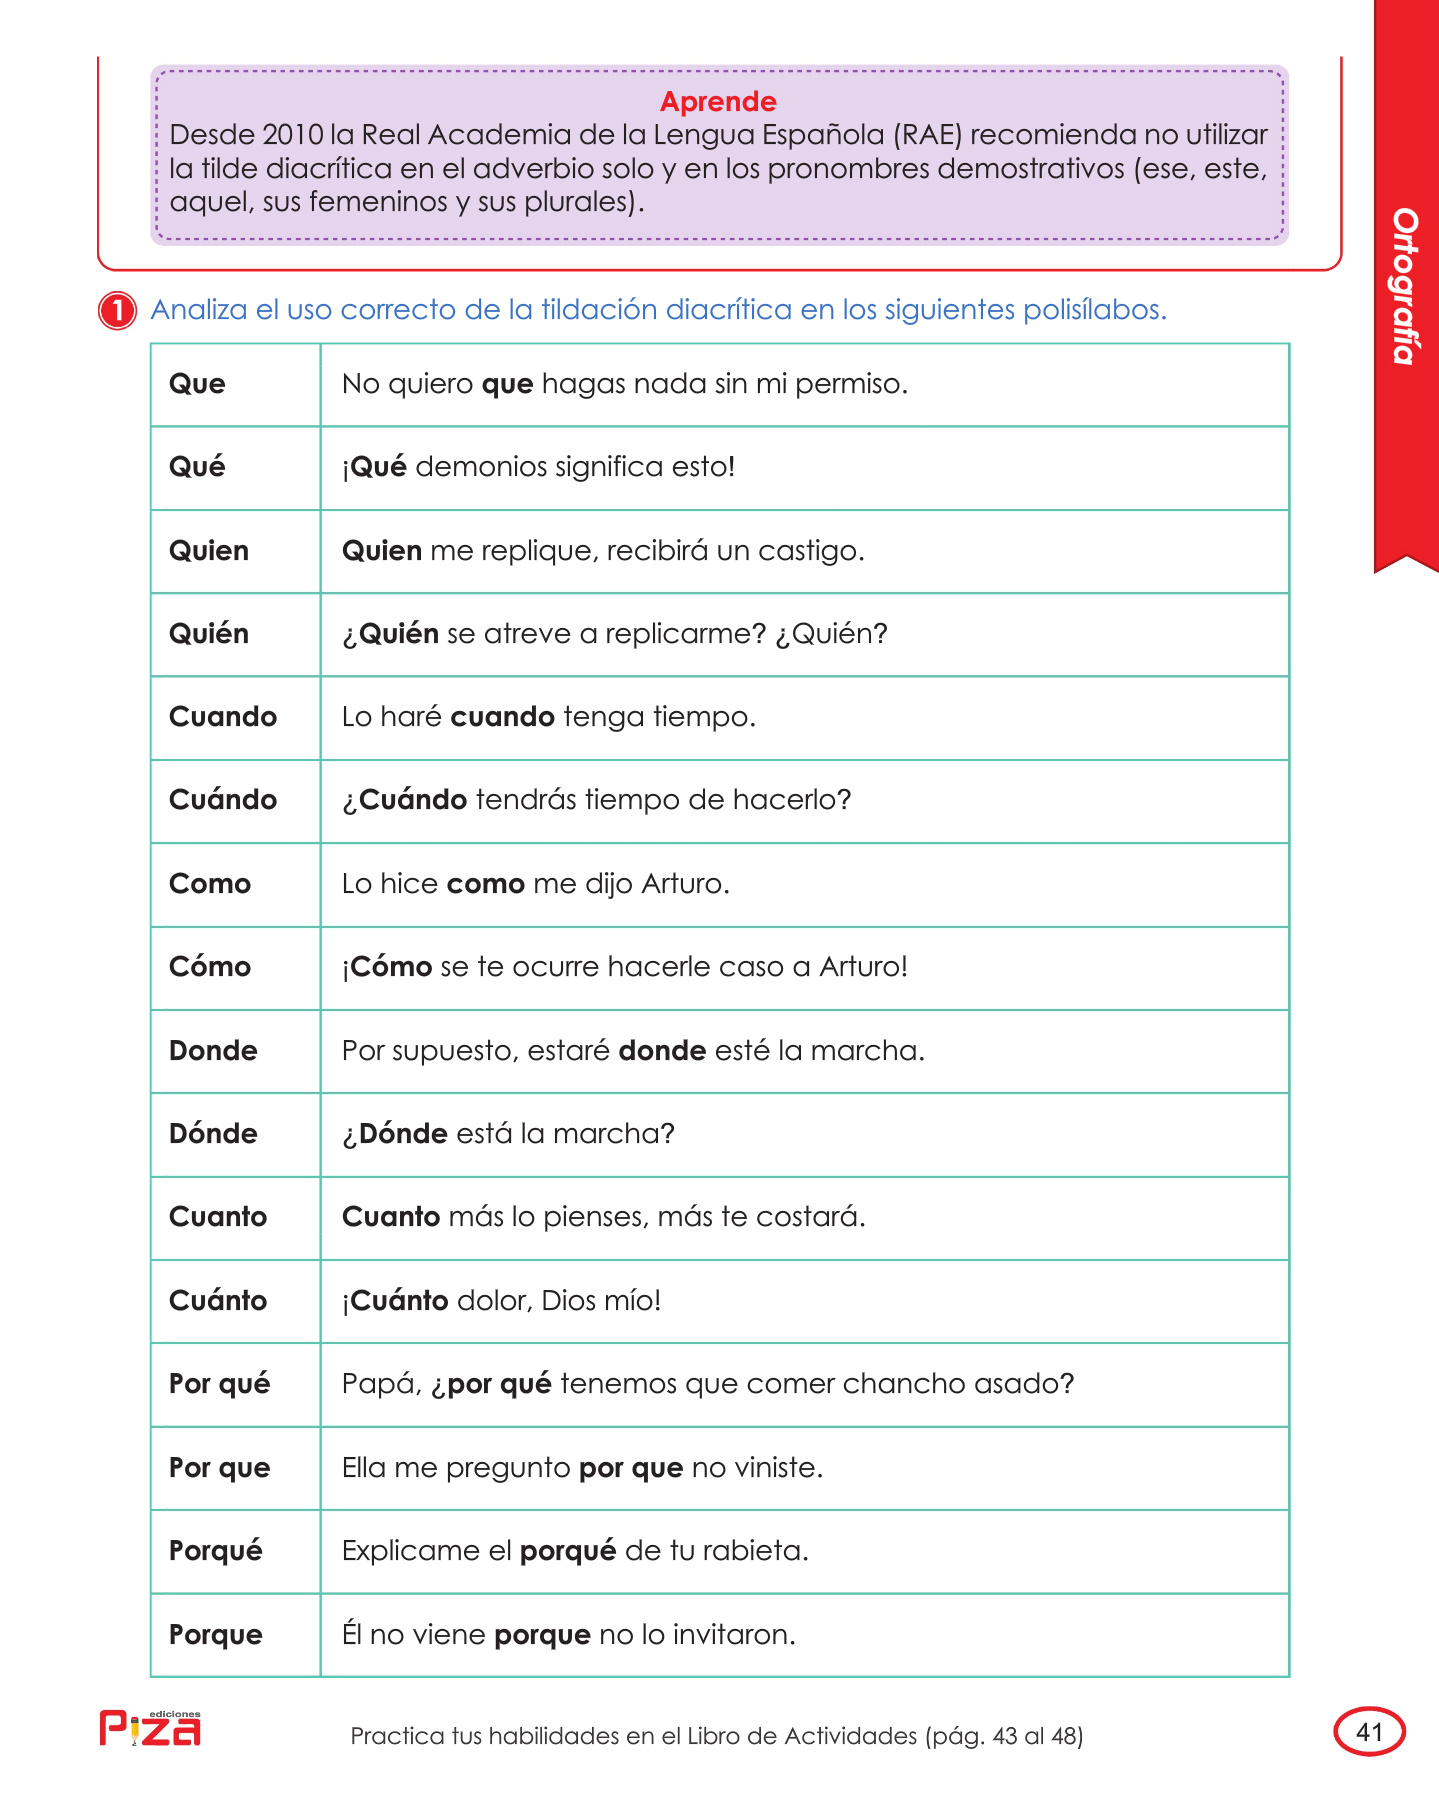 Aprende
Desde 2010 la Real Academia de la Lengua Española (RAE) recomienda no utilizar
la tilde diacrítica en el adverbio solo y en los pronombres demostrativos (ese, este,
aquel, sus femeninos y sus plurales).
Ortografía
1 Analiza el uso correcto de la tildación diacrítica en los siguientes polisílabos.
Que No quiero que hagas nada sin mi permiso.
Qué ¡Qué demonios significa esto!
Quien Quien me replique, recibirá un castigo.
Quién ¿Quién se atreve a replicarme? ¿Quién?
Cuando Lo haré cuando tenga tiempo.
Cuándo ¿Cuándo tendrás tiempo de hacerlo?
Como Lo hice como me dijo Arturo.
Cómo ¡Cómo se te ocurre hacerle caso a Arturo!
Donde Por supuesto, estaré donde esté la marcha.
Dónde ¿Dónde está la marcha?
Cuanto Cuanto más lo pienses, más te costará.
Cuánto ¡Cuánto dolor, Dios mío!
Por qué Papá, ¿por qué tenemos que comer chancho asado?
Por que Ella me pregunto por que no viniste.
Porqué Explicame el porqué de tu rabieta.
Porque Él no viene porque no lo invitaron.
ediciones
Piza
Practica tus habilidades en el Libro de Actividades (pág. 43 al 48)
41